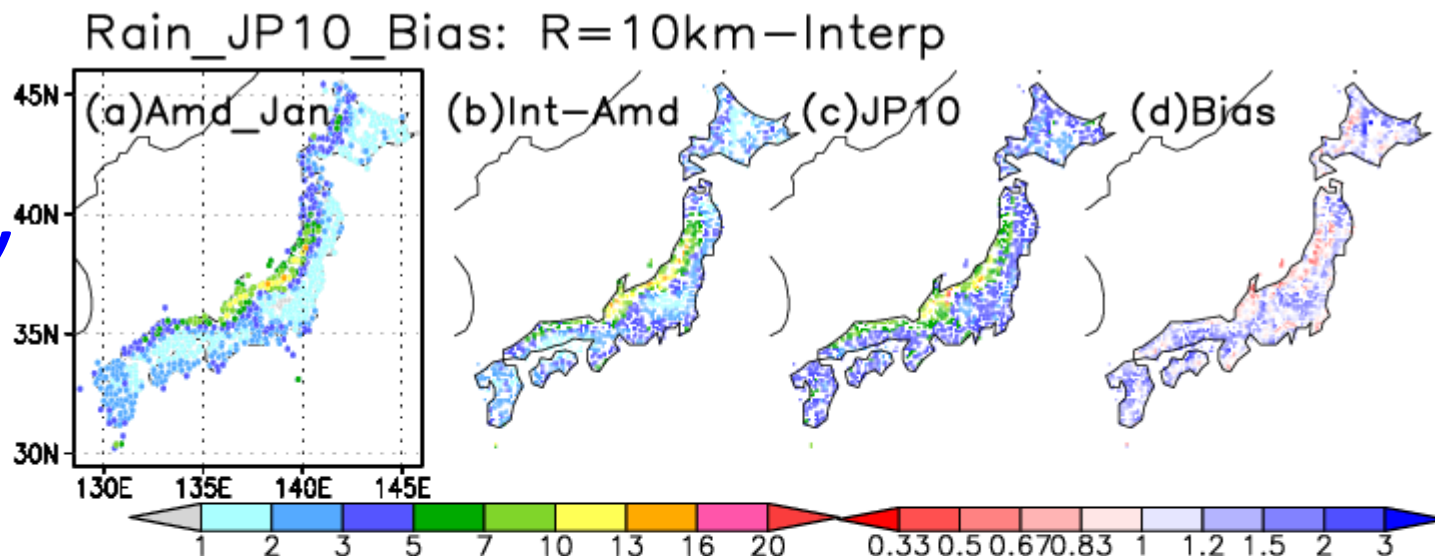 Rain_JP10_Bias: R=10km-Interp
(a)Amd_Jan (b)Int-Amd (c)JP10 (d)Bias
45N
40N
35N
30N
130E 135E 140E 145E
1 2 3 5 7 10 13 16 20 0.33 0.5 0.67 0.83 1 1.2 1.5 2 3